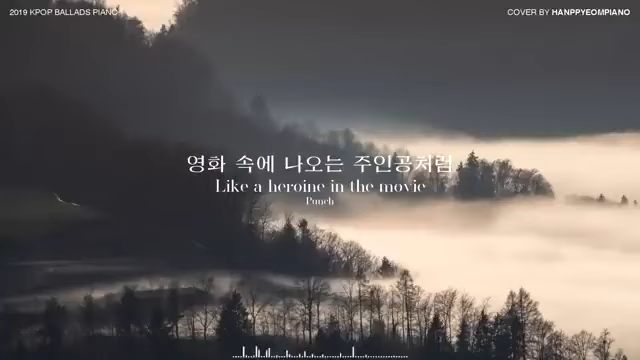 2019 KPOP BALLADS PIANO
COVER BY HANPPYEOMPIANO
영화 속에 나오는 주인공처럼
Like a heroine in the movie
Punch